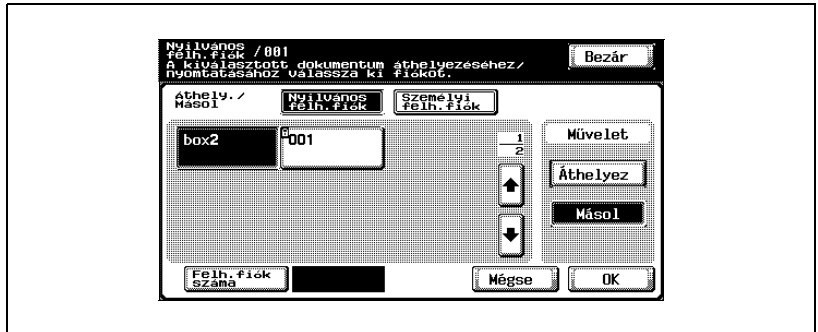 Nyilvános
felh.fiók /001
A kiválasztott dokumentum áthelyezéséhez/
nyomtatásához válassza ki fiókot.
Bezár
áthely./
Másol
Nyilvános
felh.fiók
Személyi
felh.fiók
box2
001
1
2
Művelet
Áthelyez
Másol
Felh.fiók
száma
Mégse
OK